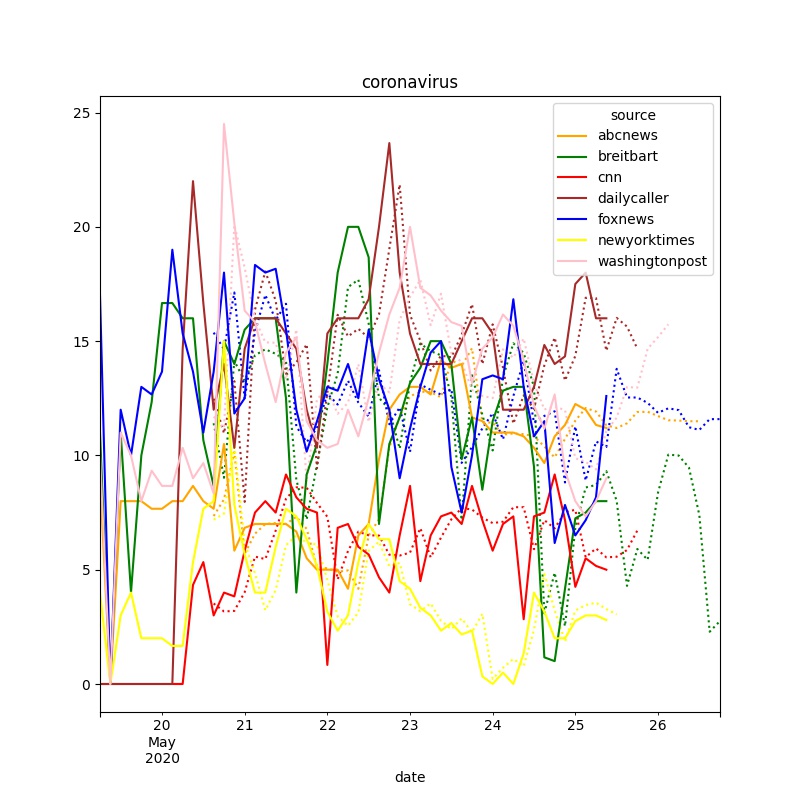 coronavirus
25
20
15
10
5
0
source
abcnews
breitbart
cnn
dailycaller
foxnews
newyorktimes
washingtonpost
20 21 22 23 24 25 26
May
2020
date